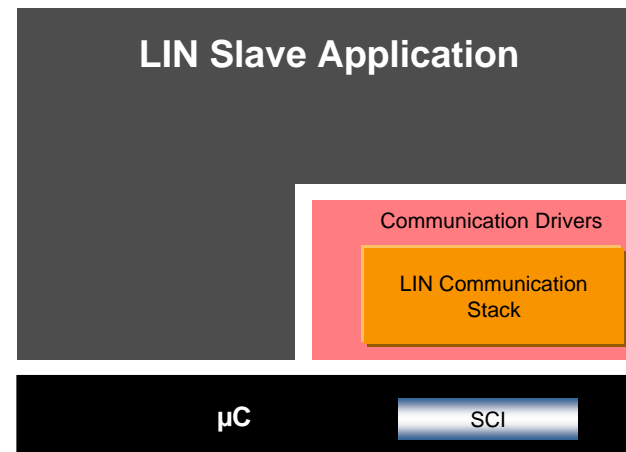 LIN Slave Application
Communication Drivers
LIN Communication
Stack
µC
SCI